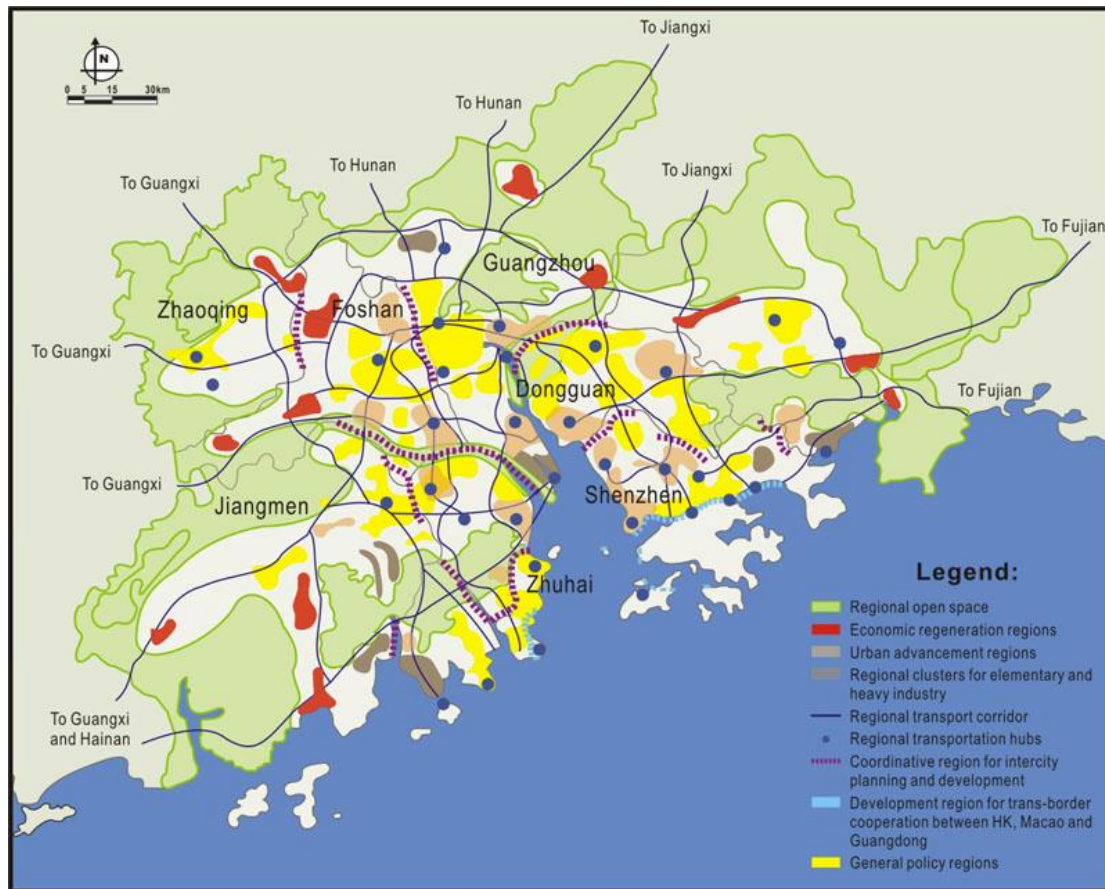 To Jiangxi
N
0 5 15 30km
To Hunan
To Hunan
To Jiangxi
To Guangxi
To Fujian
Guangzhou
Zhaoqing
Foshan
To Guangxi
Dongguan
To Fujian
To Guangxi
Jiangmen
Shenzhen
Zhuhai
To Guangxi
and Hainan
Legend:
Regional open space
Economic regeneration regions
Urban advancement regions
Regional clusters for elementary and
heavy industry
Regional transport corridor
Regional transportation hubs
Coordinative region for intercity
planning and development
Development region for trans-border
cooperation between HK, Macao and
Guangdong
General policy regions